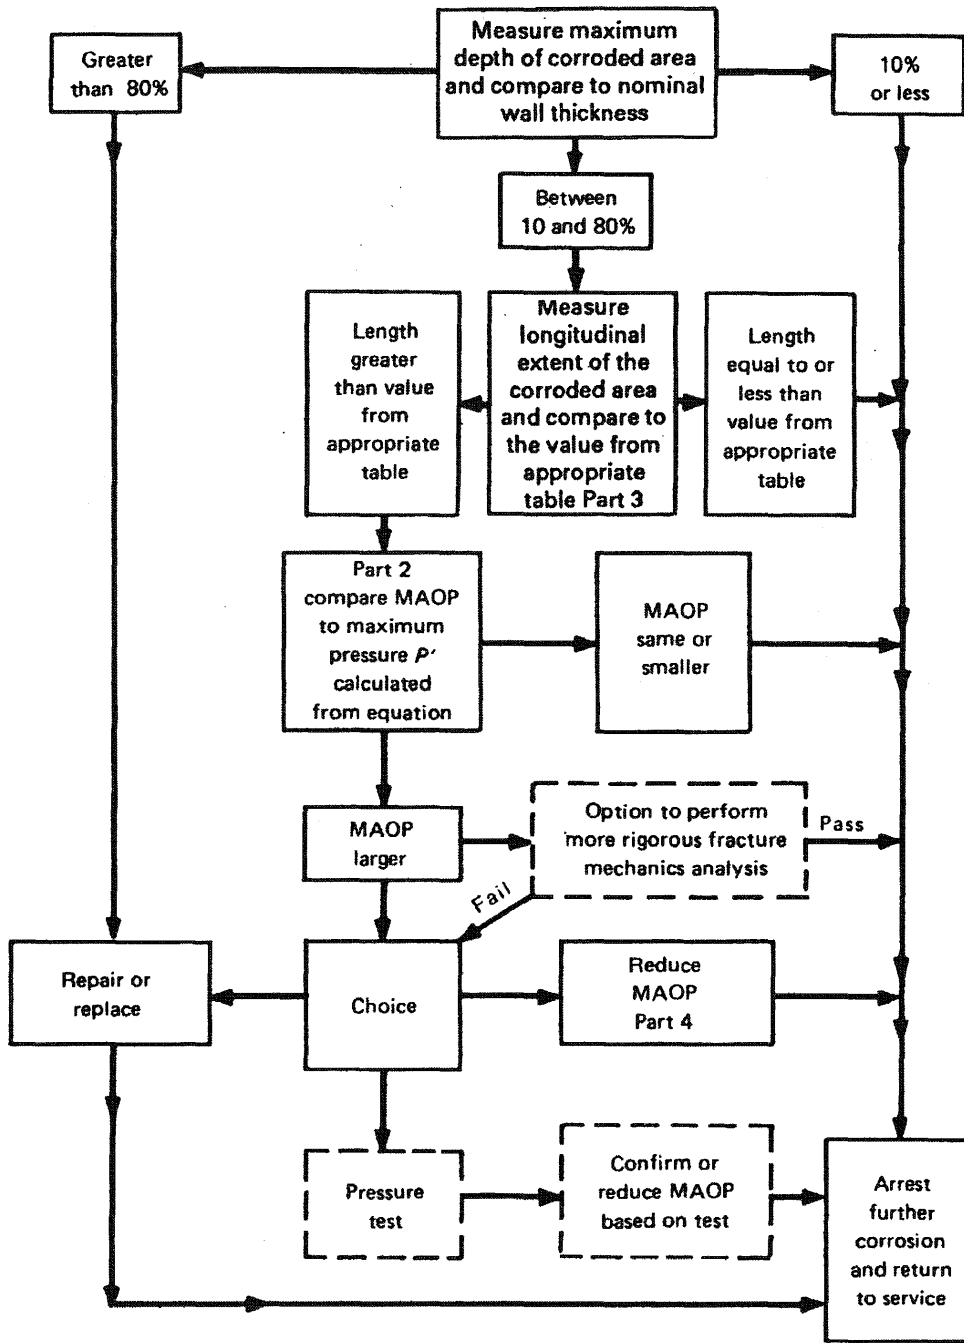 Measure maximum
depth of corroded area
and compare to nominal
wall thickness
Greater
than 80%
10%
or less
Between
10 and 80%
Length
greater
than value
from
appropriate
table
Measure
longitudinal
extent of the
corroded area
and compare to
the value from
appropriate
table Part 3
Length
equal to or
less than
value from
appropriate
table
Part 2
compare MAOP
to maximum
pressure P′
calculated
from equation
MAOP
same or
smaller
MAOP
larger
Option to perform
more rigorous fracture
mechanics analysis
Pass
Fail
Repair or
replace
Choice
Reduce
MAOP
Part 4
Pressure
test
Confirm or
reduce MAOP
based on test
Arrest
further
corrosion
and return
to service